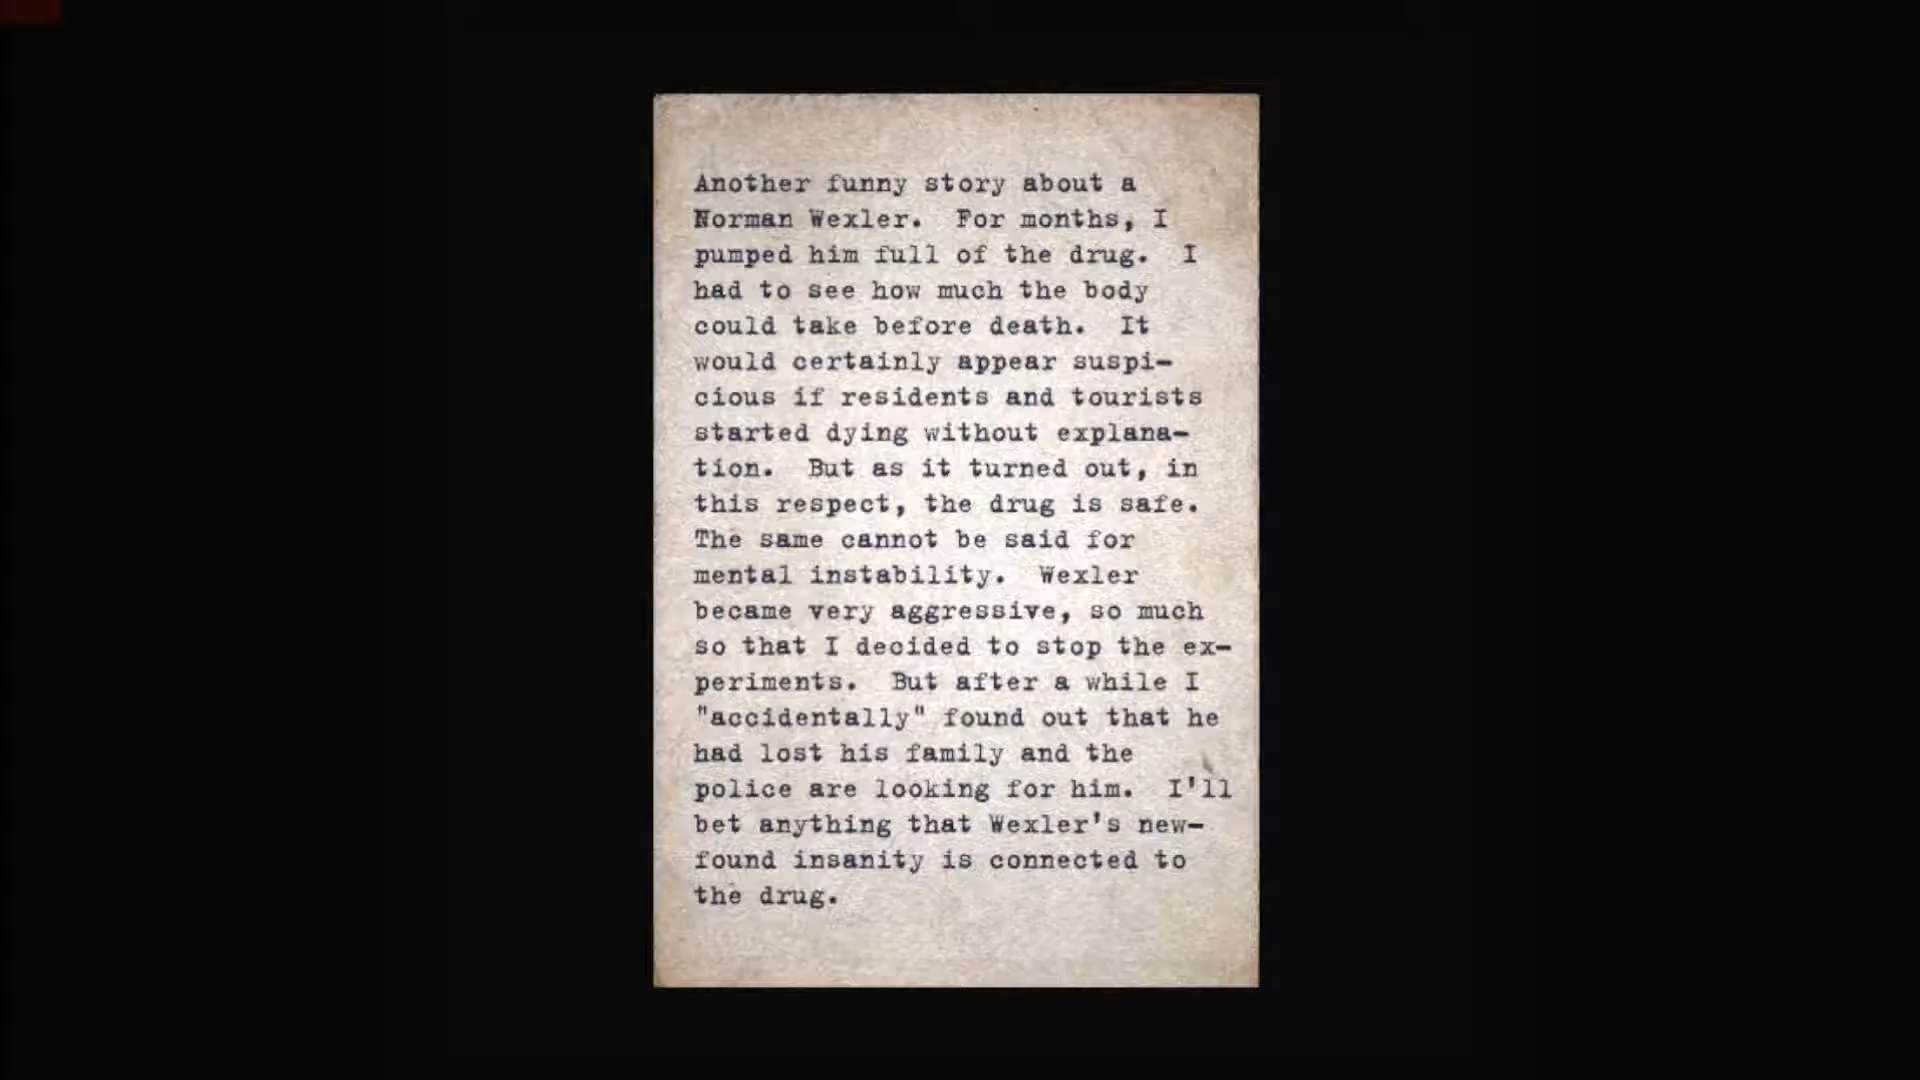 Another funny story about a
Norman Wexler.  For months, I
pumped him full of the drug.  I
had to see how much the body
could take before death.  It
would certainly appear suspi-
cious if residents and tourists
started dying without explana-
tion.  But as it turned out, in
this respect, the drug is safe.
The same cannot be said for
mental instability.  Wexler
became very aggressive, so much
so that I decided to stop the ex-
periments.  But after a while I
"accidentally" found out that he
had lost his family and the
police are looking for him.  I'll
bet anything that Wexler's new-
found insanity is connected to
the drug.